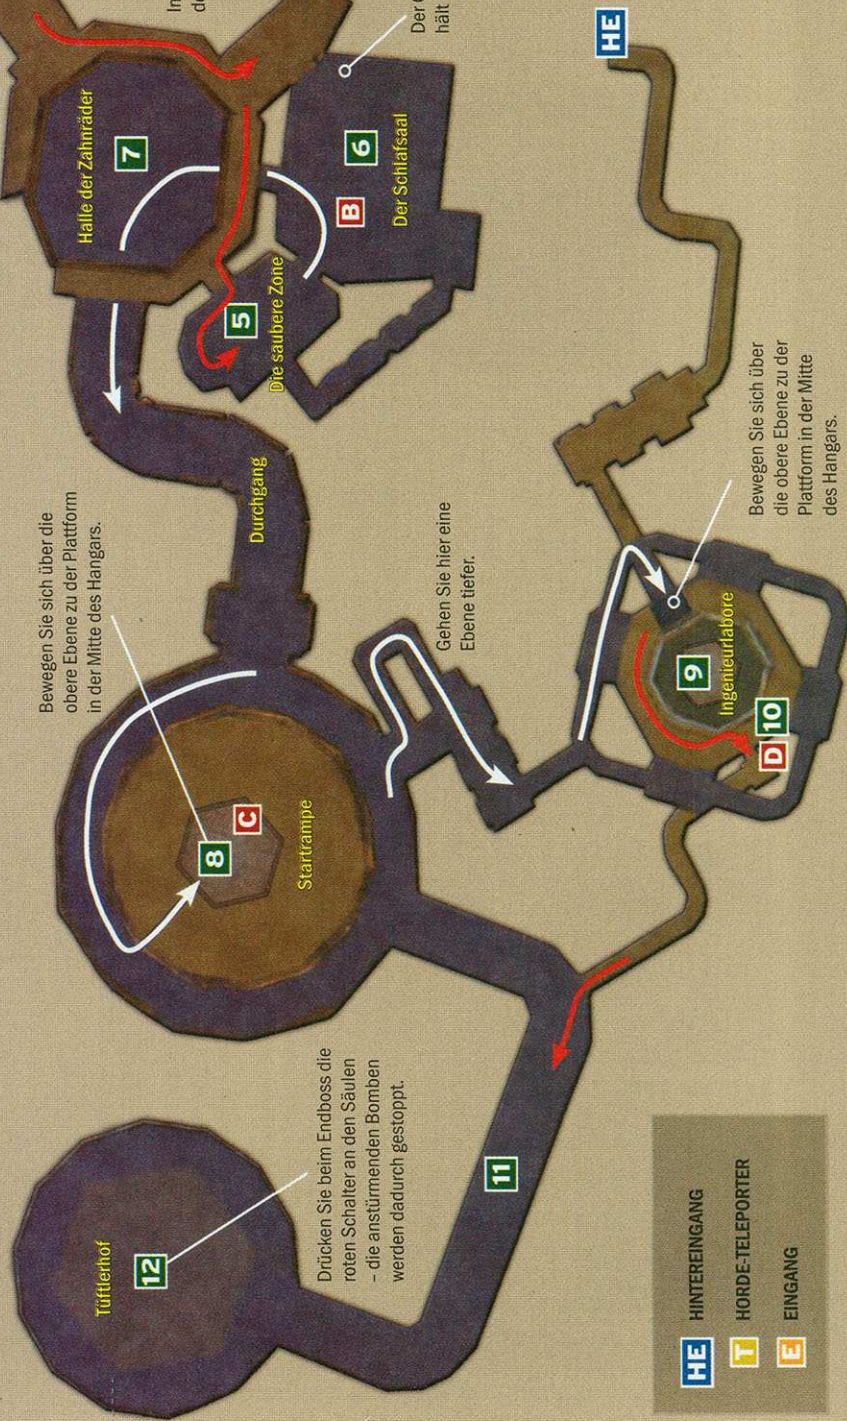 Tüftlerhof
12
Drücken Sie beim Endboss die
roten Schalter an den Säulen
– die anstürmenden Bomben
werden dadurch gestoppt.
11
Bewegen Sie sich über die
obere Ebene zu der Plattform
in der Mitte des Hangars.
8
C
Startrampe
Durchgang
Gehen Sie hier eine
Ebene tiefer.
Halle der Zahnräder
7
5
Die saubere Zone
B
6
Der Schlafsaal
Der
hält
9
Ingenieurlabore
D 10
Bewegen Sie sich über
die obere Ebene zu der
Plattform in der Mitte
des Hangars.
HE
HE HINTEREINGANG
T HORDE-TELEPORTER
E EINGANG